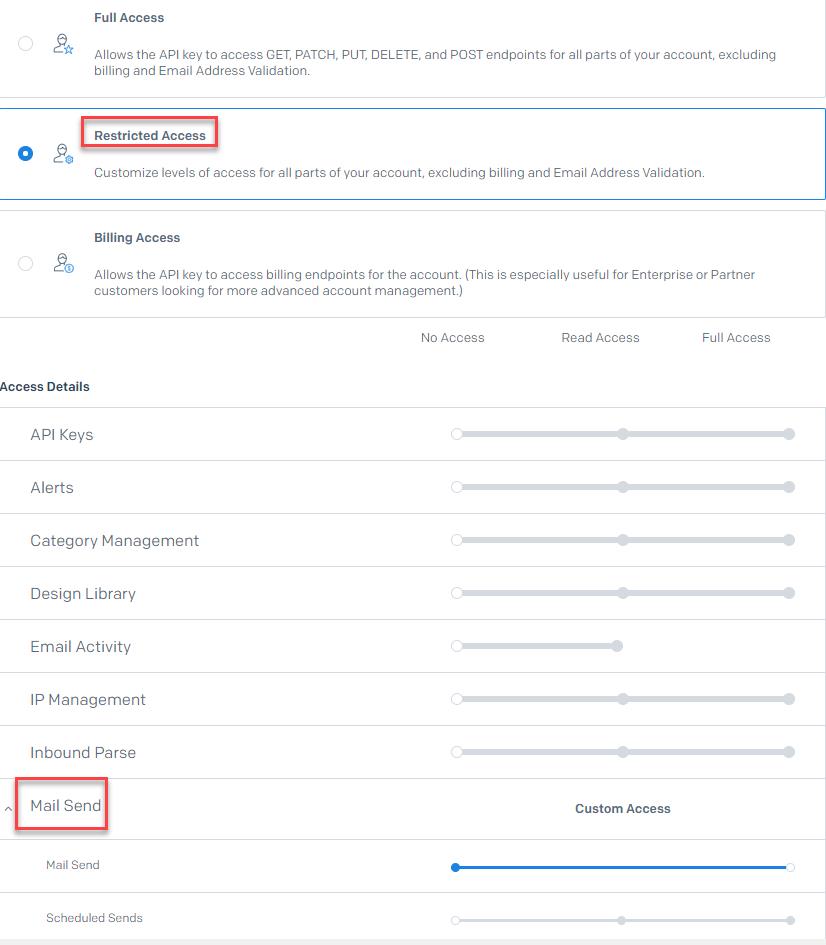 Full Access
Allows the API key to access GET, PATCH, PUT, DELETE, and POST endpoints for all parts of your account, excluding
billing and Email Address Validation.
Restricted Access
Customize levels of access for all parts of your account, excluding billing and Email Address Validation.
Billing Access
Allows the API key to access billing endpoints for the account. (This is especially useful for Enterprise or Partner
customers looking for more advanced account management.)
No Access Read Access Full Access
Access Details
API Keys
Alerts
Category Management
Design Library
Email Activity
IP Management
Inbound Parse
Mail Send Custom Access
Mail Send
Scheduled Sends